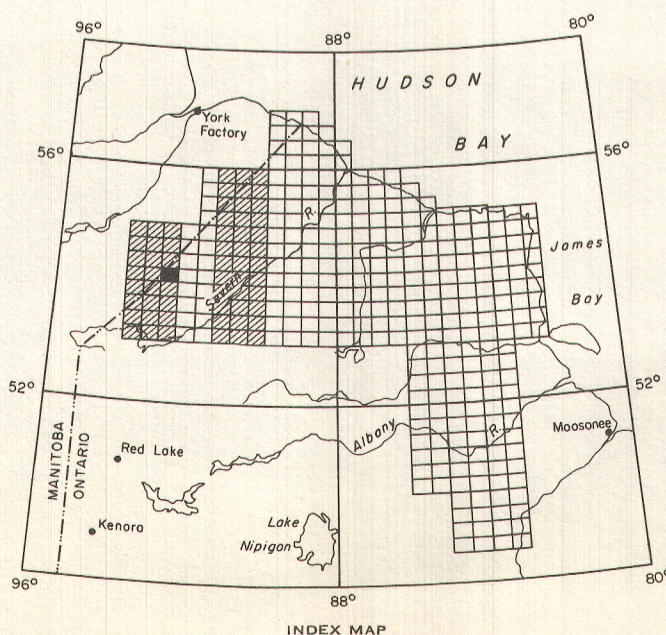 96°
88°
80°
HUDSON
BAY
York
Factory
56°
56°
R.
Severn
James
Bay
52°
52°
Albany
R.
Moosonee
MANITOBA
ONTARIO
Red Lake
Kenora
Lake
Nipigon
96°
88°
80°
INDEX MAP